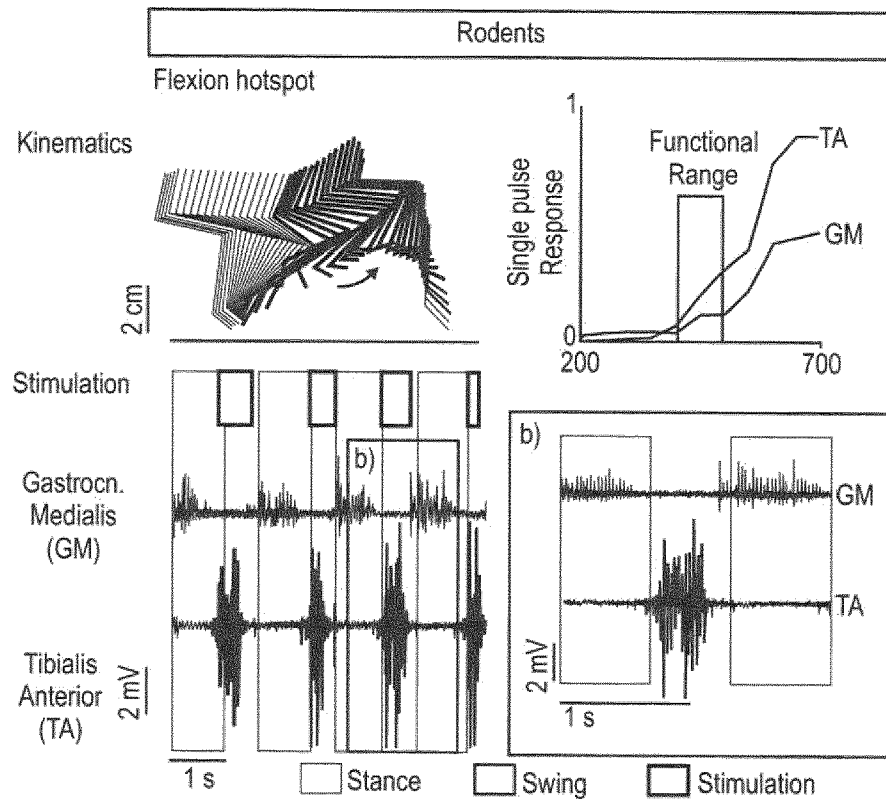 Rodents
Flexion hotspot
Kinematics
2 cm
Single pulse
Response
1
0
200
700
Functional
Range
TA
GM
Stimulation
Gastrocn.
Medialis
(GM)
b)
Tibialis
Anterior
(TA)
2 mV
1 s
b)
GM
TA
2 mV
1 s
Stance
Swing
Stimulation